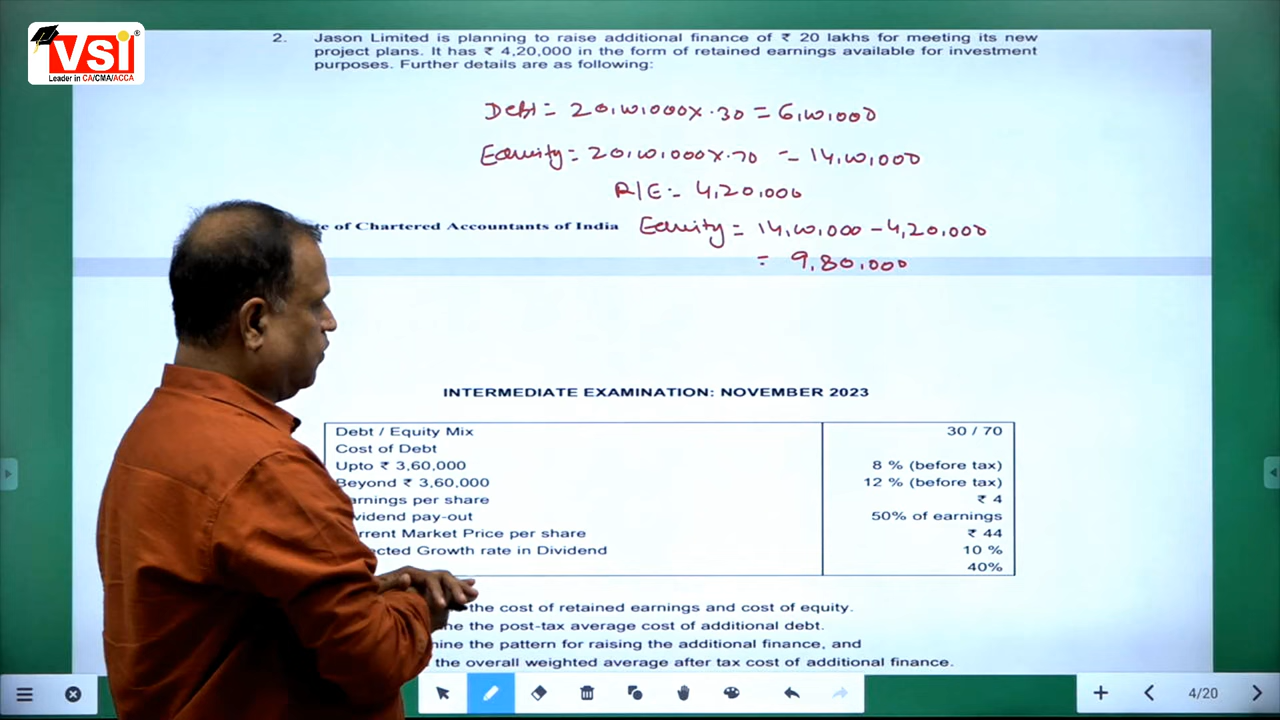 VSI®
Leader in CA/CMA/ACCA
2. Jason Limited is planning to raise additional finance of ₹ 20 lakhs for meeting its new
project plans. It has ₹ 4,20,000 in the form of retained earnings available for investment
purposes. Further details are as following:
Debt = 20,00,000 x .30 = 6,00,000
Equity = 20,00,000 x .70 = 14,00,000
R/E = 4,20,000
te of Chartered Accountants of India
Equity = 14,00,000 - 4,20,000
= 9,80,000
INTERMEDIATE EXAMINATION: NOVEMBER 2023
Debt / Equity Mix 30 / 70
Cost of Debt
Upto ₹ 3,60,000 8 % (before tax)
Beyond ₹ 3,60,000 12 % (before tax)
arnings per share ₹ 4
vidend pay-out 50% of earnings
rrent Market Price per share ₹ 44
ected Growth rate in Dividend 10 %
40%
the cost of retained earnings and cost of equity.
ne the post-tax average cost of additional debt.
mine the pattern for raising the additional finance, and
the overall weighted average after tax cost of additional finance.
4/20